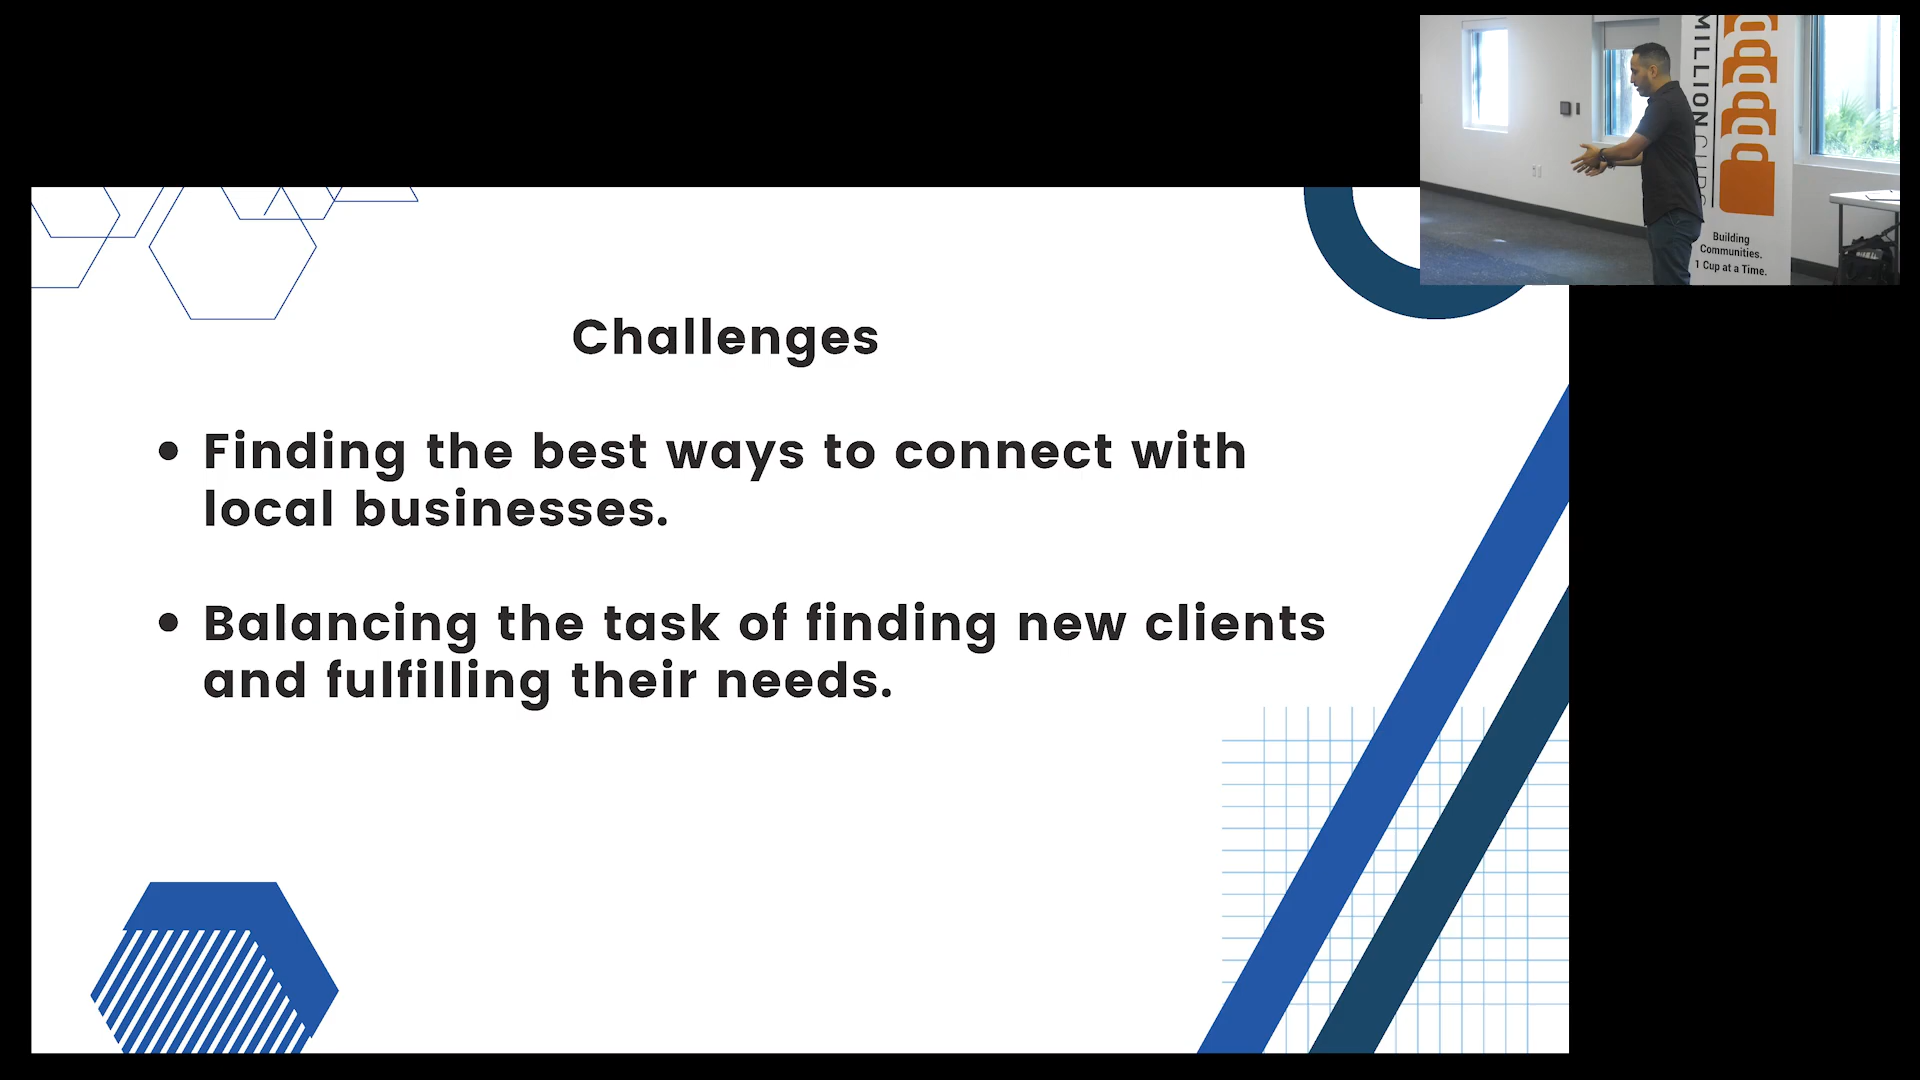 Challenges
• Finding the best ways to connect with
local businesses.
• Balancing the task of finding new clients
and fulfilling their needs.
MILLION CUPS
Building
Communities.
1 Cup at a Time.